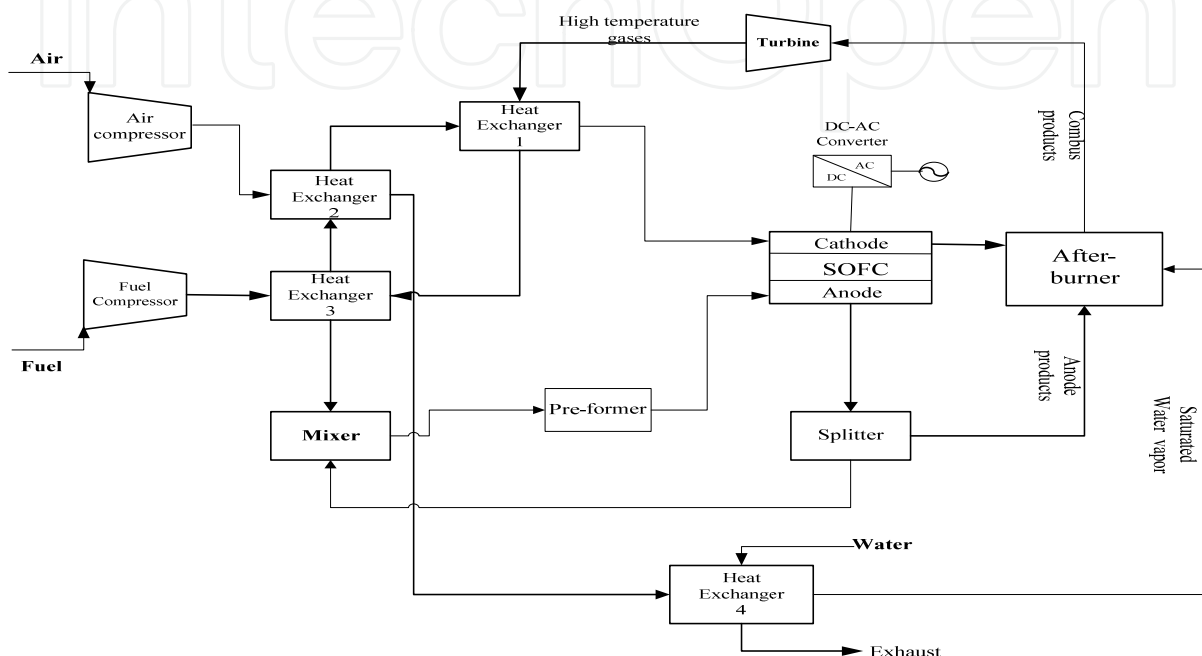 IntechOpen
High temperature
gases
Turbine
Air
Air
compressor
Heat
Exchanger
1
Combus
products
DC-AC
Converter
DC
AC
Heat
Exchanger
2
Cathode
SOFC
Anode
After-
burner
Fuel
Compressor
Heat
Exchanger
3
Fuel
Anode
products
Pre-former
Mixer
Splitter
Saturated
Water vapor
Water
Heat
Exchanger
4
Exhaust